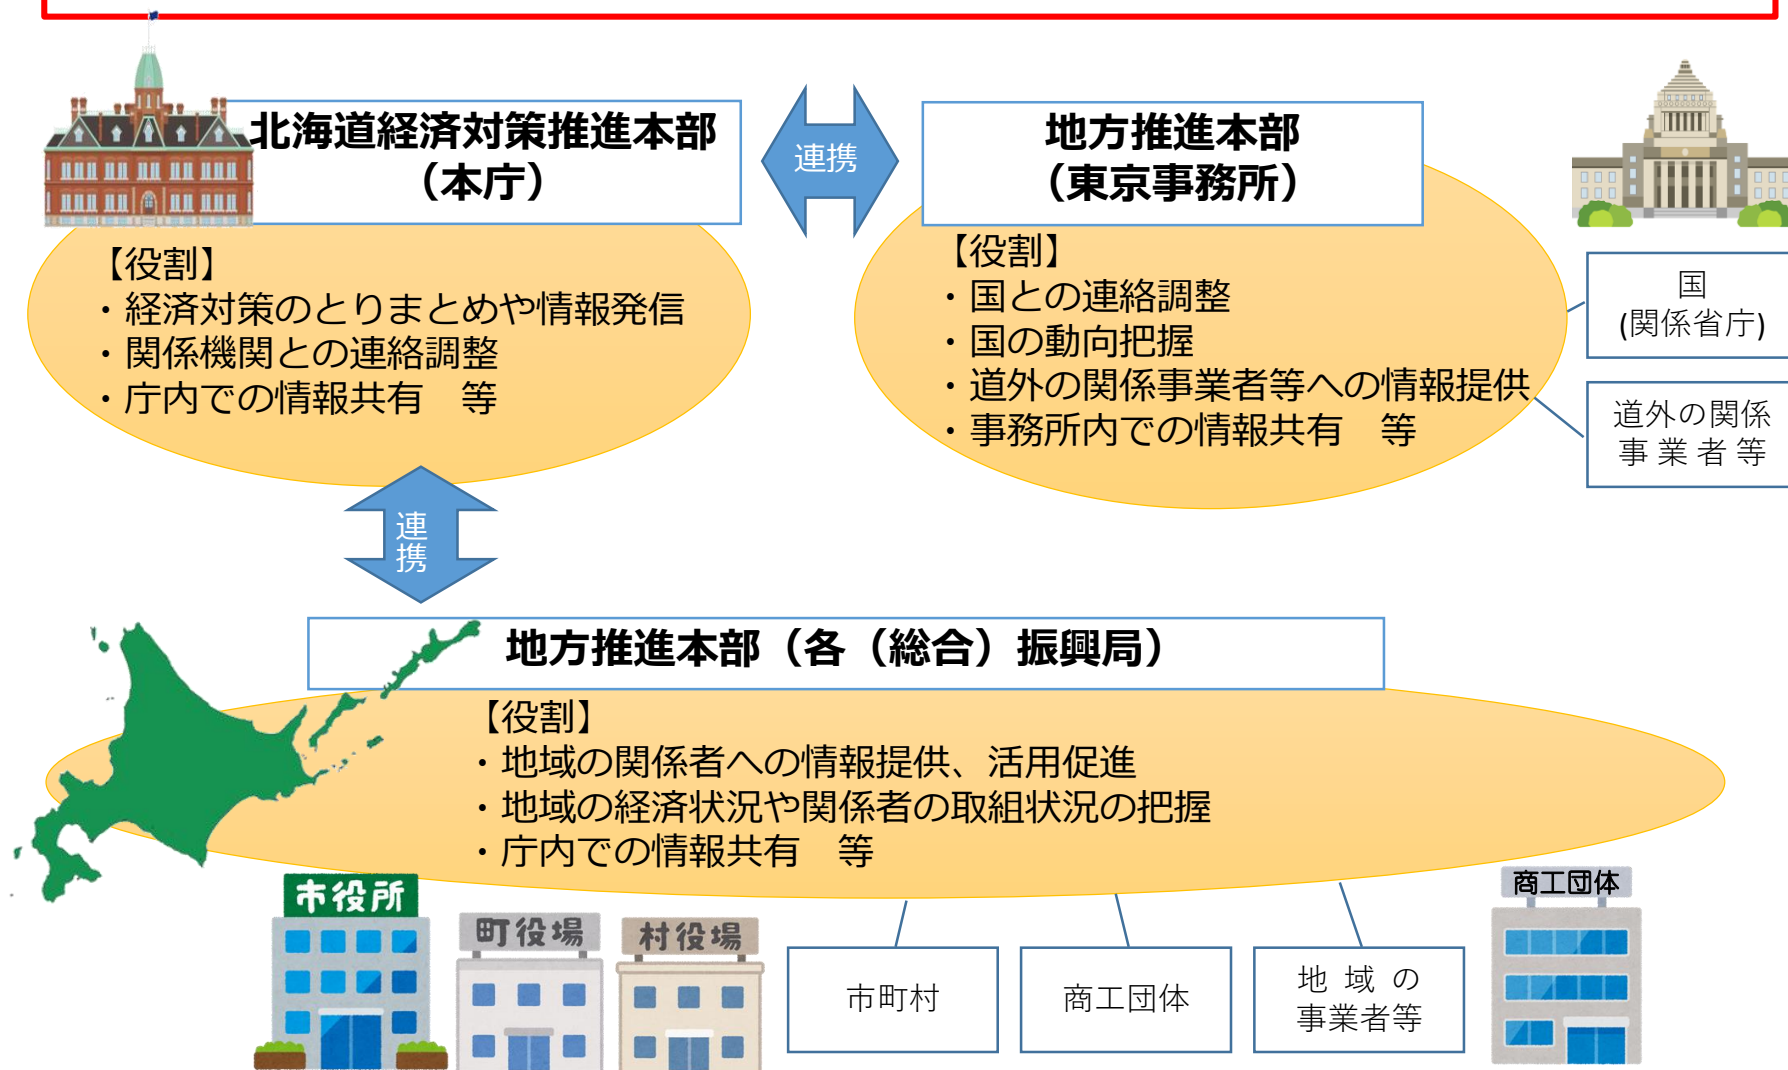 北海道経済対策推進本部
（本庁）
【役割】
・経済対策のとりまとめや情報発信
・関係機関との連絡調整
・庁内での情報共有　等
連携
地方推進本部
（東京事務所）
【役割】
・国との連絡調整
・国の動向把握
・道外の関係事業者等への情報提供
・事務所内での情報共有　等
国
(関係省庁)
道外の関係
事業者等
連携
地方推進本部（各（総合）振興局）
【役割】
・地域の関係者への情報提供、活用促進
・地域の経済状況や関係者の取組状況の把握
・庁内での情報共有　等
市役所
町役場
村役場
市町村
商工団体
地域の
事業者等
商工団体